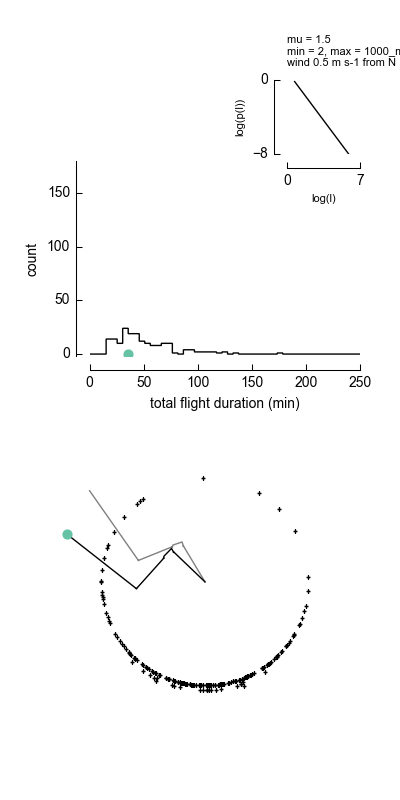 mu = 1.5
min = 2, max = 1000_m
wind 0.5 m s-1 from N
0
log(p(l))
−8
0 7
log(l)
150
100
count
50
0
0 50 100 150 200 250
total flight duration (min)